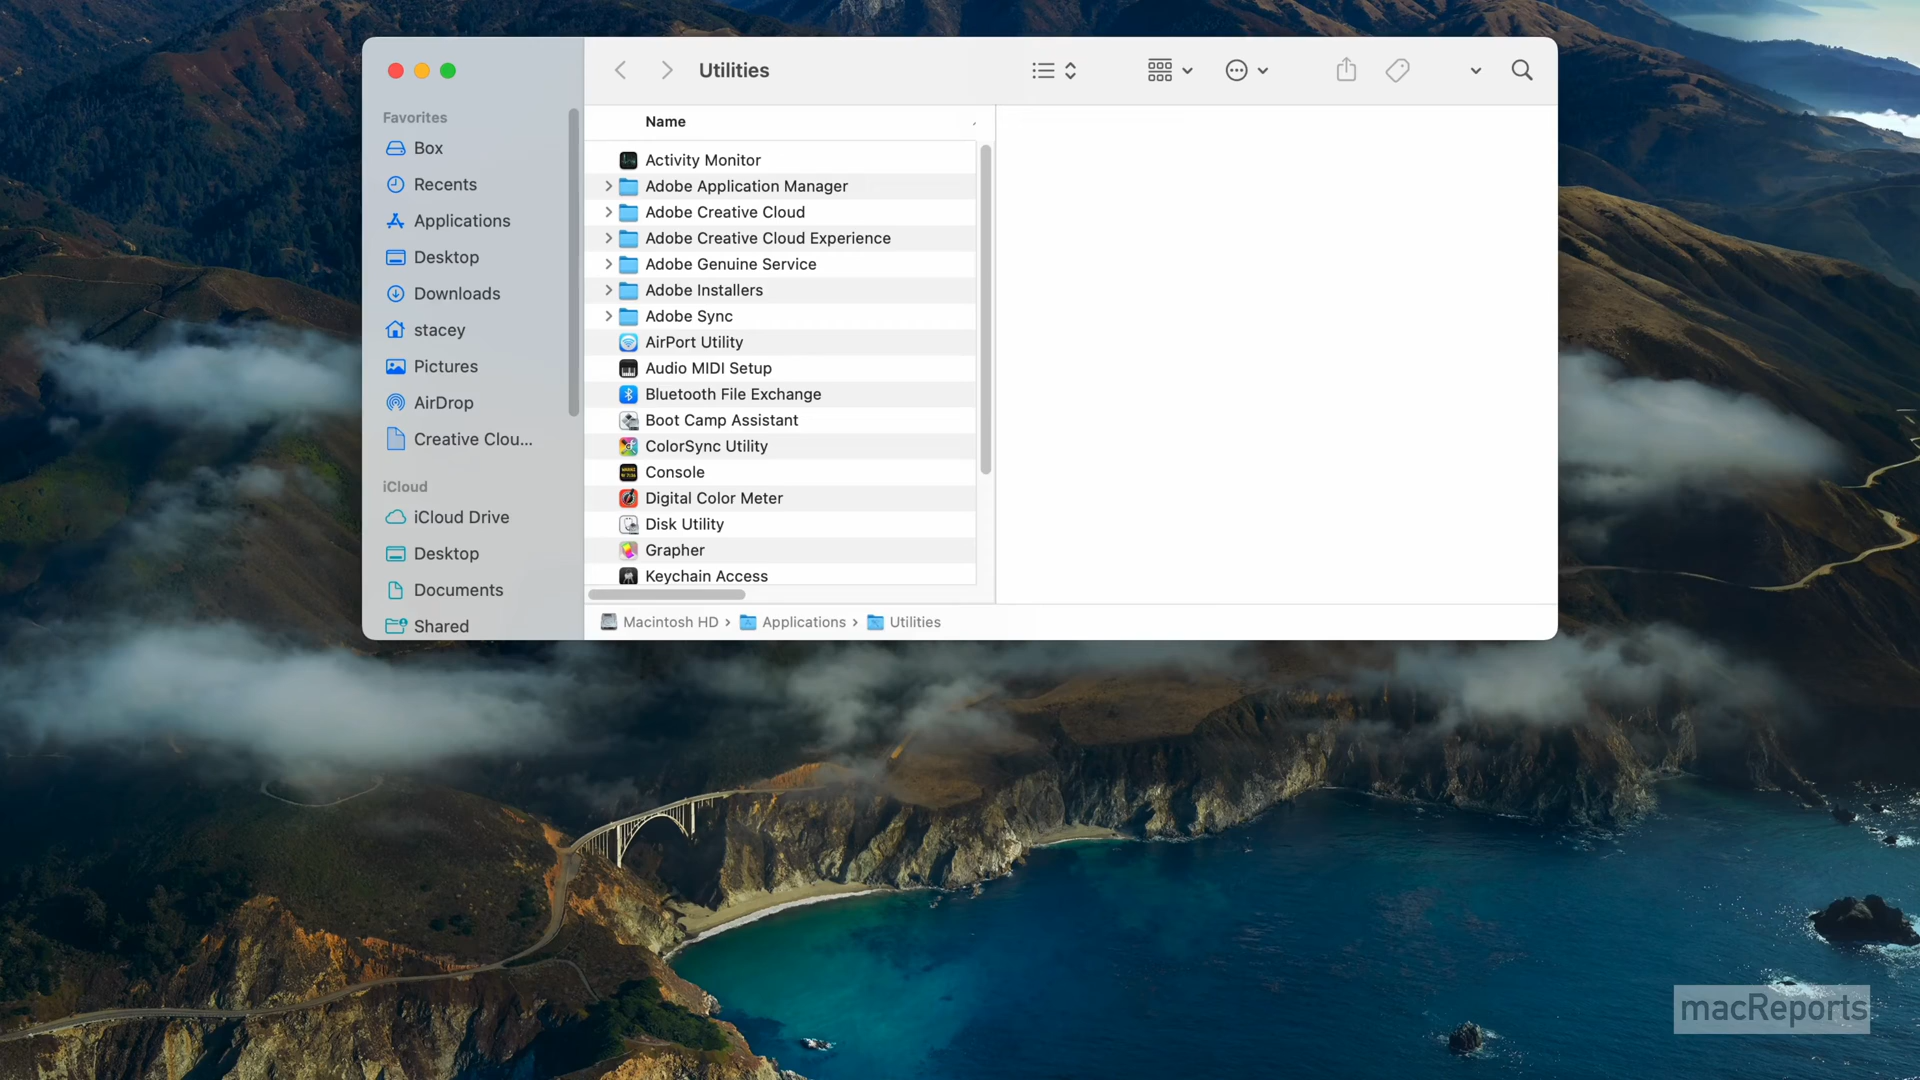 Utilities
Favorites
Box
Recents
Applications
Desktop
Downloads
stacey
Pictures
AirDrop
Creative Clou...
iCloud
iCloud Drive
Desktop
Documents
Shared
Name
Activity Monitor
Adobe Application Manager
Adobe Creative Cloud
Adobe Creative Cloud Experience
Adobe Genuine Service
Adobe Installers
Adobe Sync
AirPort Utility
Audio MIDI Setup
Bluetooth File Exchange
Boot Camp Assistant
ColorSync Utility
Console
Digital Color Meter
Disk Utility
Grapher
Keychain Access
Macintosh HD › Applications › Utilities
macReports